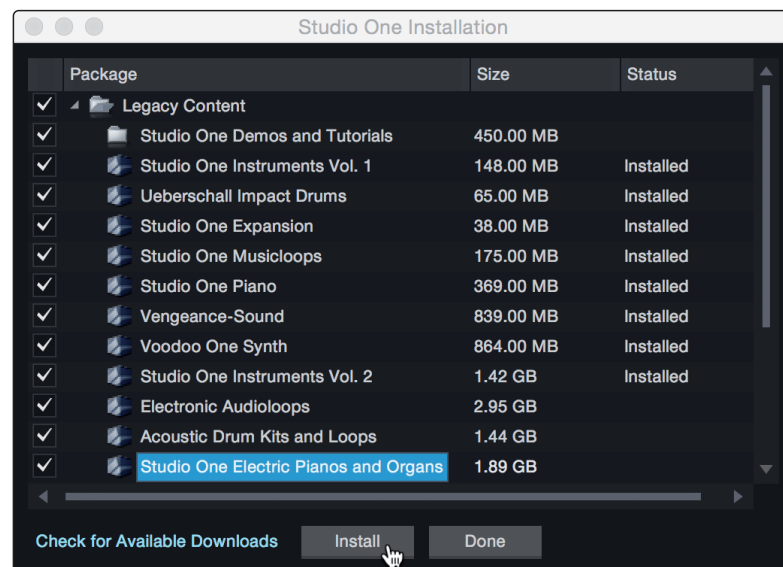 Studio One Installation
Package Size Status
Legacy Content
Studio One Demos and Tutorials 450.00 MB
Studio One Instruments Vol. 1 148.00 MB Installed
Ueberschall Impact Drums 65.00 MB Installed
Studio One Expansion 38.00 MB Installed
Studio One Musicloops 175.00 MB Installed
Studio One Piano 369.00 MB Installed
Vengeance-Sound 839.00 MB Installed
Voodoo One Synth 864.00 MB Installed
Studio One Instruments Vol. 2 1.42 GB Installed
Electronic Audioloops 2.95 GB
Acoustic Drum Kits and Loops 1.44 GB
Studio One Electric Pianos and Organs 1.89 GB
Check for Available Downloads Install Done